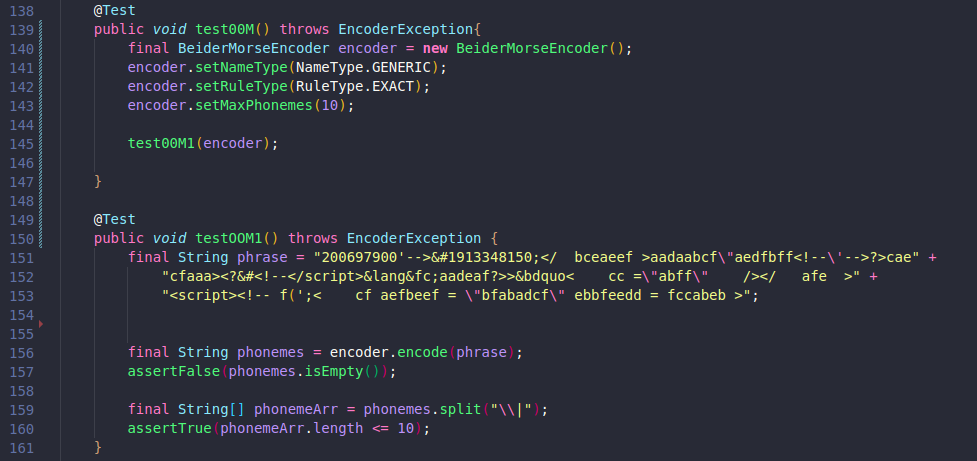 138 @Test
139 public void test00M() throws EncoderException{
140 final BeiderMorseEncoder encoder = new BeiderMorseEncoder();
141 encoder.setNameType(NameType.GENERIC);
142 encoder.setRuleType(RuleType.EXACT);
143 encoder.setMaxPhonemes(10);
144
145 test00M1(encoder);
146
147 }
148
149 @Test
150 public void testOOM1() throws EncoderException {
151 final String phrase = "200697900'-->&#1913348150;</  bceaeef >aadaabcf\"aedfbff<!--\'-->?>cae" +
152 "cfaaa><?&#<!--</script>&lang&fc;aadeaf?>>&bdquo<    cc =\"abff\"    /></   afe  >" +
153 "<script><!-- f(';<    cf aefbeef = \"bfabadcf\" ebbfeedd = fccabeb >";
154
155
156 final String phonemes = encoder.encode(phrase);
157 assertFalse(phonemes.isEmpty());
158
159 final String[] phonemeArr = phonemes.split("\\|");
160 assertTrue(phonemeArr.length <= 10);
161 }